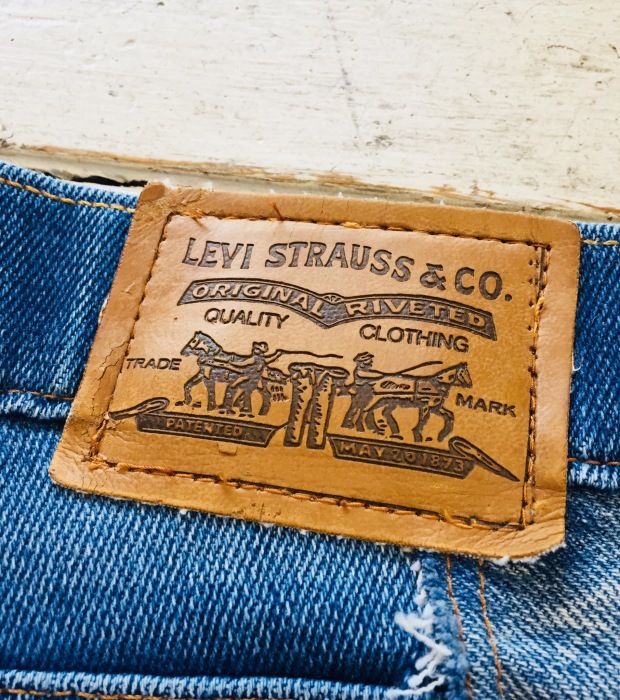 LEVI STRAUSS & CO.
ORIGINAL RIVETED
QUALITY CLOTHING
TRADE MARK
PATENTED MAY 20 1873